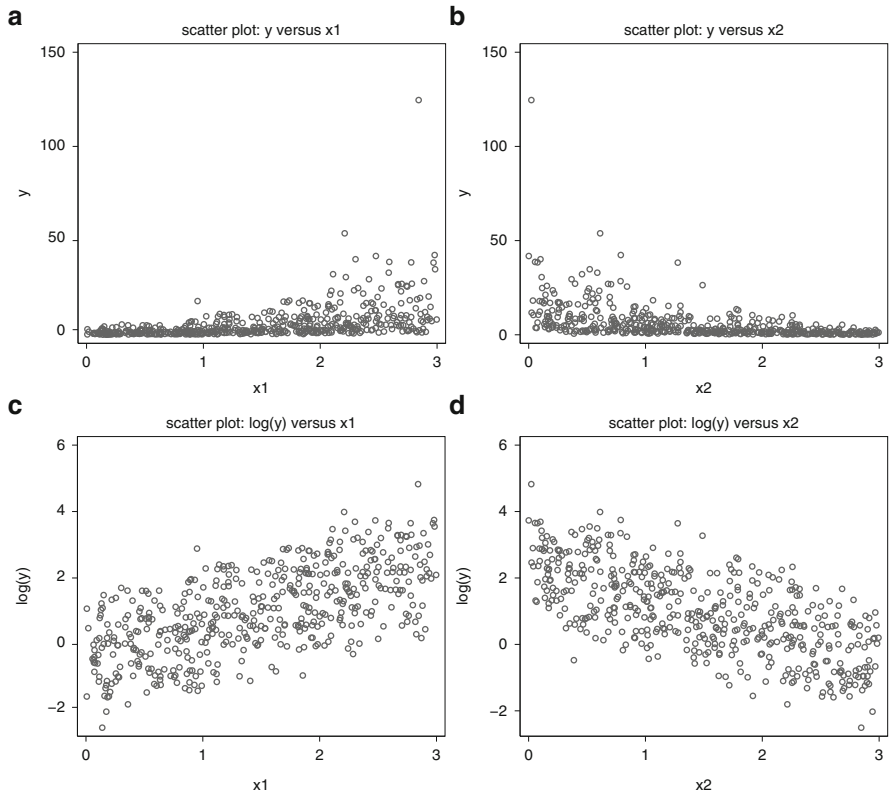 a
scatter plot: y versus x1
150
100
50
0
y
0 1 2 3
x1
b
scatter plot: y versus x2
150
100
50
0
y
0 1 2 3
x2
c
scatter plot: log(y) versus x1
6
4
2
0
−2
log(y)
0 1 2 3
x1
d
scatter plot: log(y) versus x2
6
4
2
0
−2
log(y)
0 1 2 3
x2